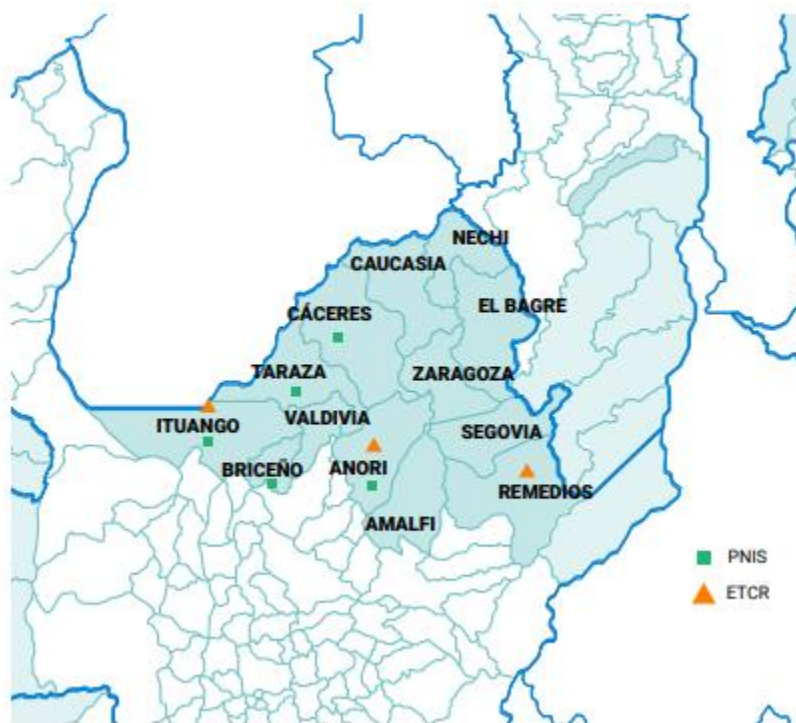 NECHI
CAUCASIA
EL BAGRE
CÁCERES
TARAZA
ZARAGOZA
ITUANGO
VALDIVIA
SEGOVIA
BRICEÑO
ANORI
REMEDIOS
AMALFI
PNIS
ETCR